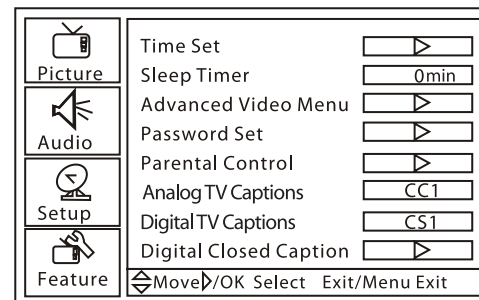 Picture
Audio
Setup
Feature
Time Set
Sleep Timer 0min
Advanced Video Menu
Password Set
Parental Control
Analog TV Captions CC1
Digital TV Captions CS1
Digital Closed Caption
Move/OK Select Exit/Menu Exit